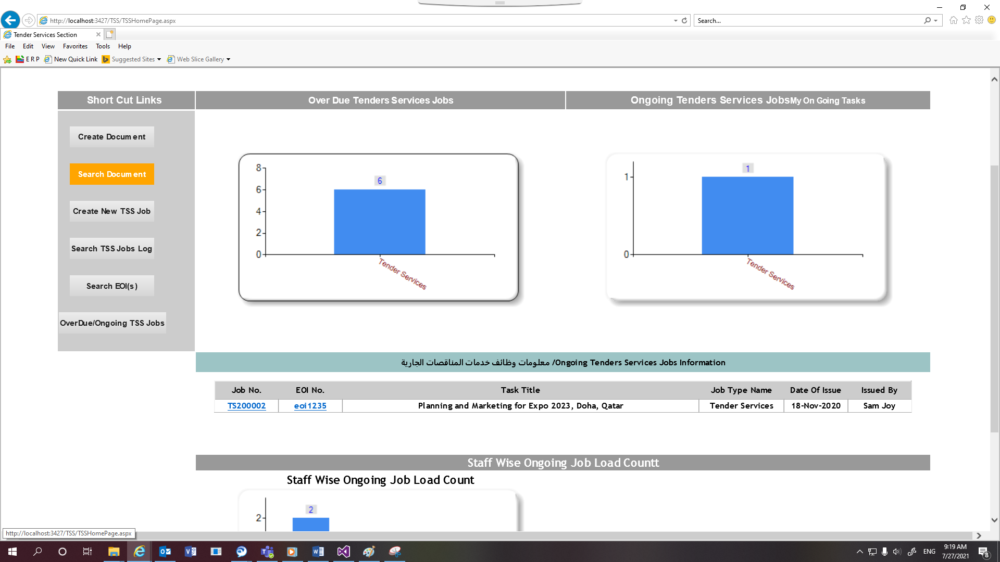 http://localhost:3427/TSS/TSSHomePage.aspx
Search...
Tender Services Section
File Edit View Favorites Tools Help
E R P New Quick Link Suggested Sites Web Slice Gallery
Short Cut Links
Over Due Tenders Services Jobs
Ongoing Tenders Services JobsMy On Going Tasks
Create Document
Search Document
Create New TSS Job
Search TSS Jobs Log
Search EOI(s)
OverDue/Ongoing TSS Jobs
8
6
4
2
0
6
Tender Services
1
0
1
Tender Services
معلومات وظائف خدمات المناقصات الجارية /Ongoing Tenders Services Jobs Information
Job No. EOI No. Task Title Job Type Name Date Of Issue Issued By
TS200002 eoi1235 Planning and Marketing for Expo 2023, Doha, Qatar Tender Services 18-Nov-2020 Sam Joy
Staff Wise Ongoing Job Load Countt
Staff Wise Ongoing Job Load Count
2
2
http://localhost:3427/TSS/TSSHomePage.aspx
ENG
9:19 AM
7/27/2021
8